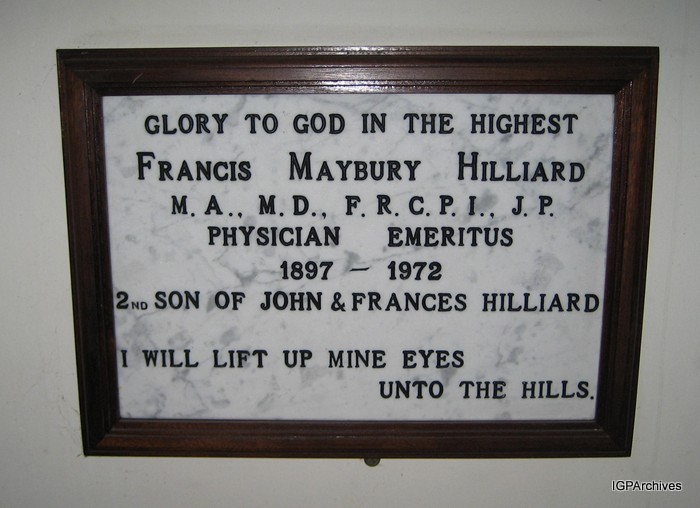 GLORY TO GOD IN THE HIGHEST
FRANCIS MAYBURY HILLIARD
M. A., M. D., F. R. C. P. I., J. P.
PHYSICIAN EMERITUS
1897 – 1972
2ND SON OF JOHN & FRANCES HILLIARD
I WILL LIFT UP MINE EYES
UNTO THE HILLS.
IGPArchives